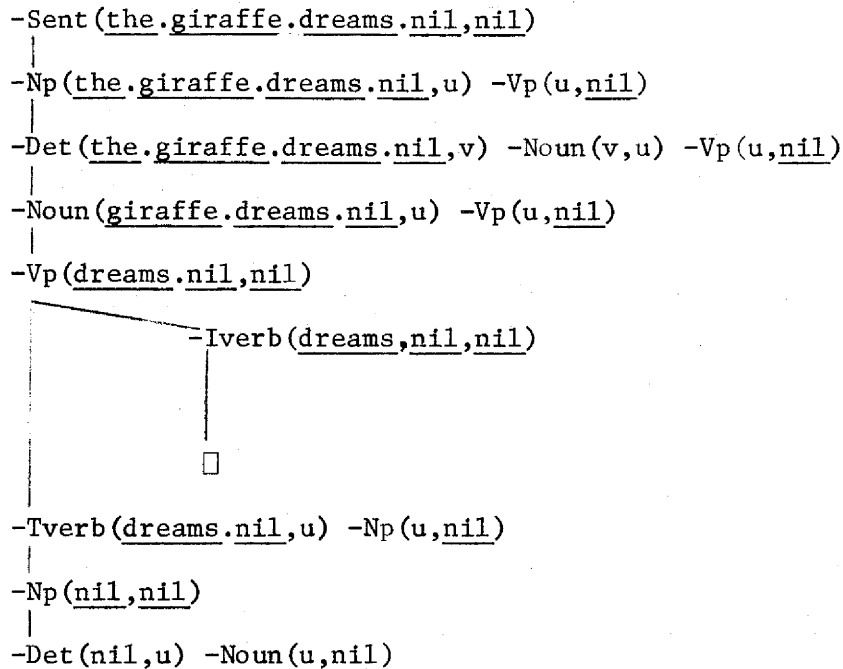 -Sent(the.giraffe.dreams.nil,nil)
-Np(the.giraffe.dreams.nil,u) -Vp(u,nil)
-Det(the.giraffe.dreams.nil,v) -Noun(v,u) -Vp(u,nil)
-Noun(giraffe.dreams.nil,u) -Vp(u,nil)
-Vp(dreams.nil,nil)
-Iverb(dreams,nil,nil)
-Tverb(dreams.nil,u) -Np(u,nil)
-Np(nil,nil)
-Det(nil,u) -Noun(u,nil)